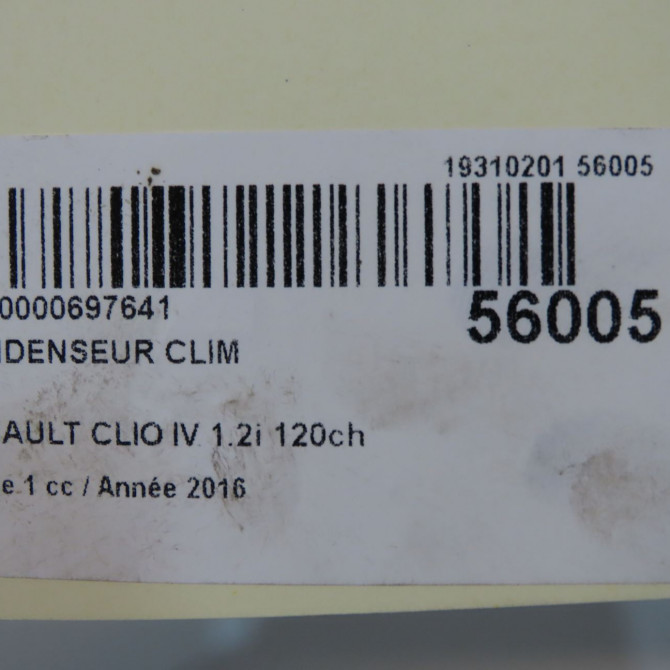 19310201 56005
0000697641
56005
NDENSEUR CLIM
AULT CLIO IV 1.2i 120ch
e 1 cc / Année 2016